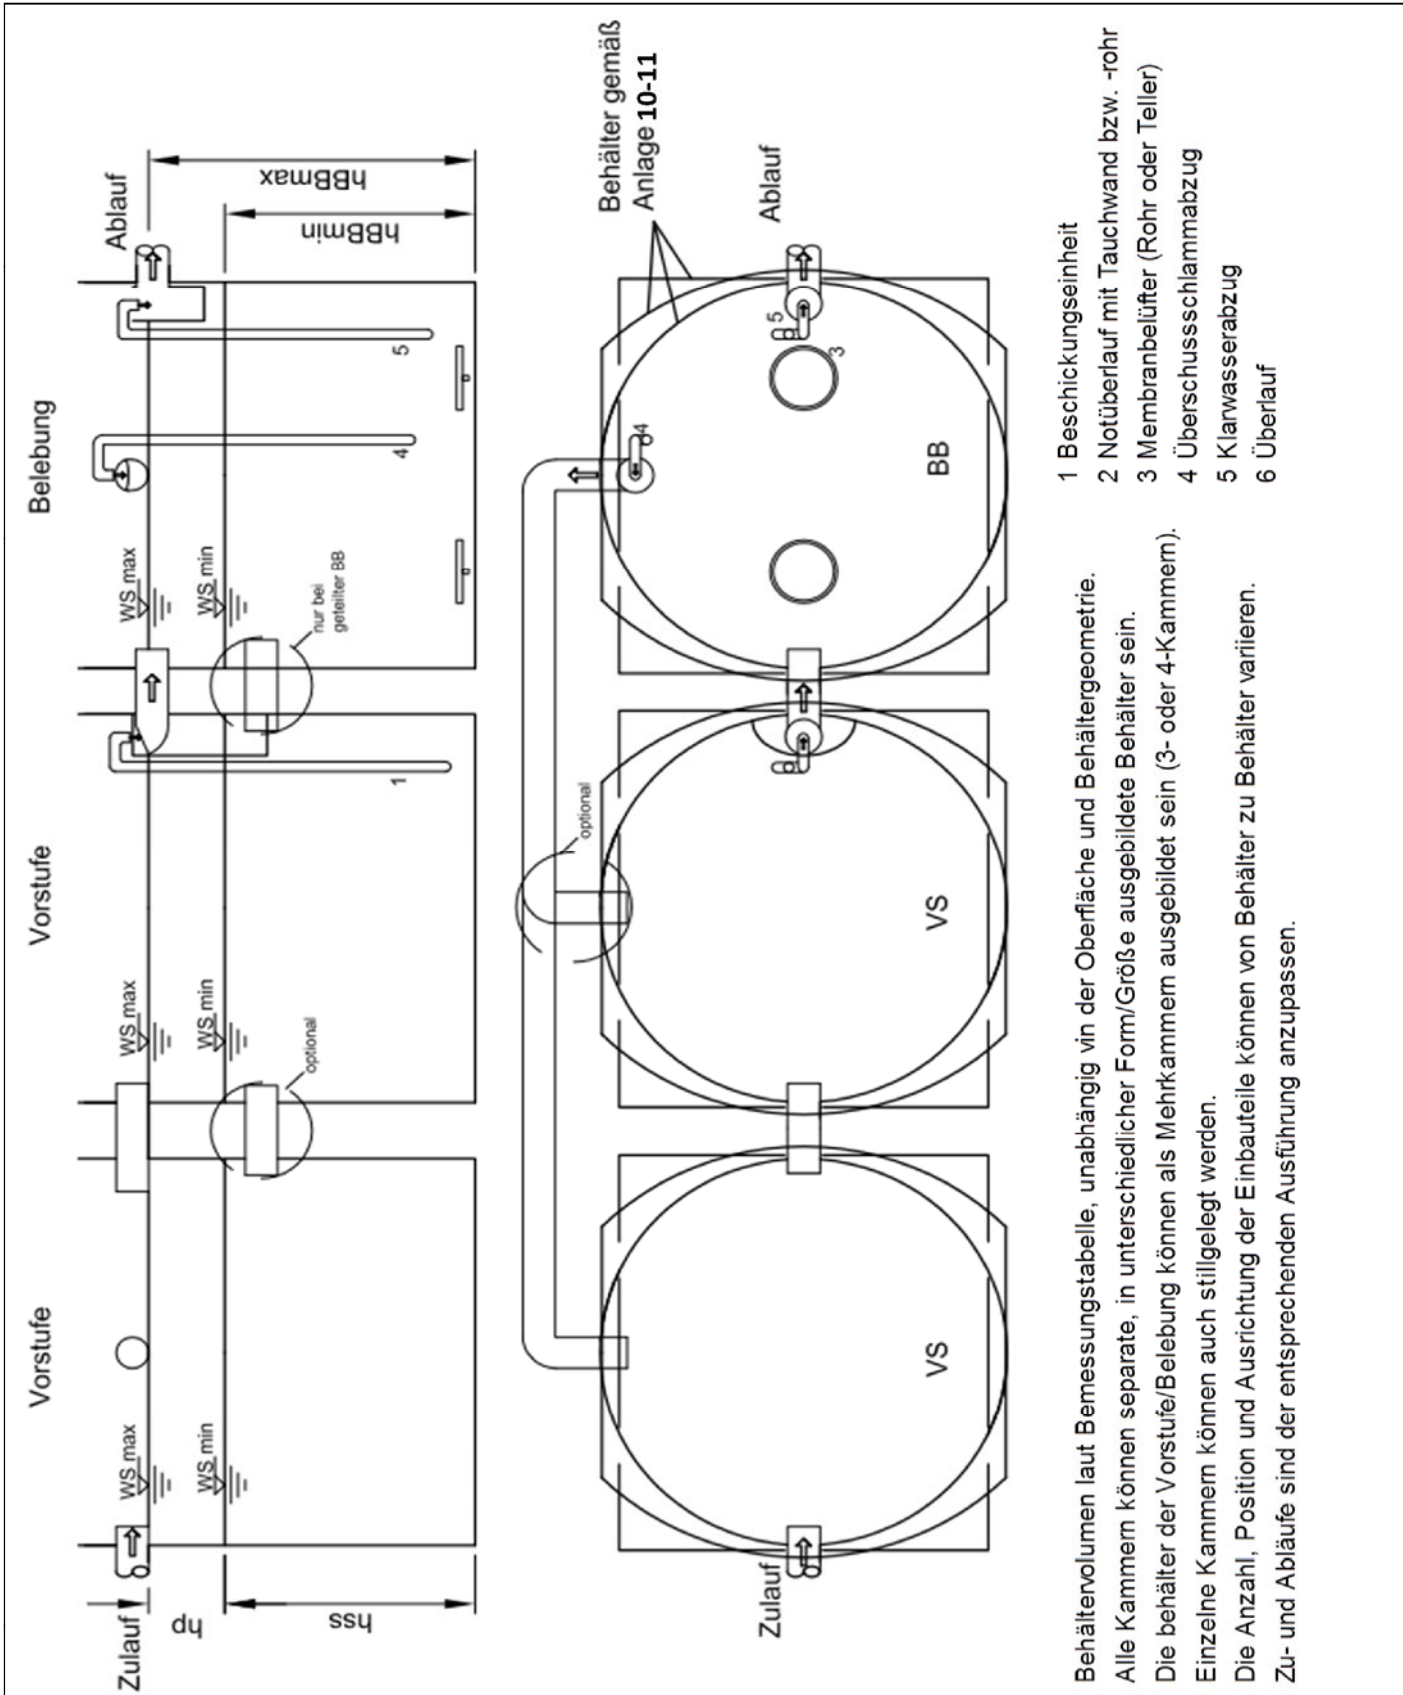 Vorstufe
Vorstufe
Belebung
Zulauf
WS max
WS max
WS max
Ablauf
WS min
WS min
WS min
hp
hss
hBBmin
hBBmax
optional
nur bei
geteilter BB
1
4
5
optional
Behälter gemäß
Anlage 10-11
Zulauf
VS
VS
BB
4
3
5
Ablauf
Behältervolumen laut Bemessungstabelle, unabhängig vin der Oberfläche und Behältergeometrie.
Alle Kammern können separate, in unterschiedlicher Form/Größe ausgebildete Behälter sein.
Die behälter der Vorstufe/Belebung können als Mehrkammern ausgebildet sein (3- oder 4-Kammern).
Einzelne Kammern können auch stillgelegt werden.
Die Anzahl, Position und Ausrichtung der Einbauteile können von Behälter zu Behälter variieren.
Zu- und Abläufe sind der entsprechenden Ausführung anzupassen.
1 Beschickungseinheit
2 Notüberlauf mit Tauchwand bzw. -rohr
3 Membranbelüfter (Rohr oder Teller)
4 Überschussschlammabzug
5 Klarwasserabzug
6 Überlauf